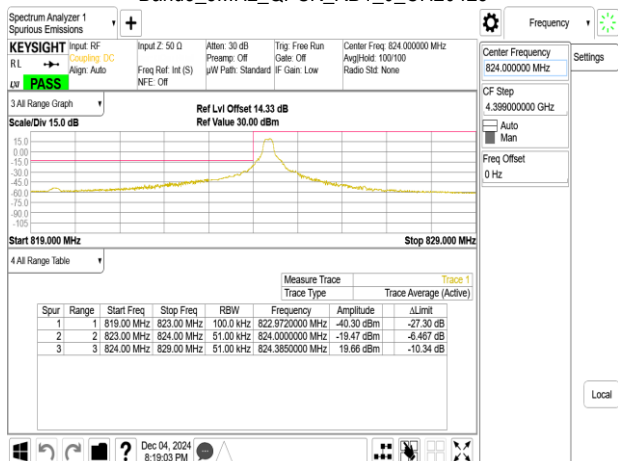 Spectrum Analyzer 1
Spurious Emissions
Frequency
KEYSIGHT
Input: RF
Coupling: DC
Align: Auto
Input Z: 50 Ω
Freq Ref: Int (S)
NFE: Off
Atten: 30 dB
Preamp: Off
µW Path: Standard
Trig: Free Run
Gate: Off
IF Gain: Low
Center Freq: 824.000000 MHz
Avg|Hold: 100/100
Radio Std: None
RL
LXI
PASS
Center Frequency
824.000000 MHz
Settings
CF Step
4.399000000 GHz
Auto
Man
Freq Offset
0 Hz
3 All Range Graph
Scale/Div 15.0 dB
Ref Lvl Offset 14.33 dB
Ref Value 30.00 dBm
15.0
0.00
-15.0
-30.0
-45.0
-60.0
-75.0
-90.0
-105
Start 819.000 MHz
Stop 829.000 MHz
4 All Range Table
Measure Trace Trace 1
Trace Type Trace Average (Active)
Spur Range Start Freq Stop Freq RBW Frequency Amplitude ΔLimit
1 1 819.00 MHz 823.00 MHz 100.0 kHz 822.9720000 MHz -40.30 dBm -27.30 dB
2 2 823.00 MHz 824.00 MHz 51.00 kHz 824.0000000 MHz -19.47 dBm -6.467 dB
3 3 824.00 MHz 829.00 MHz 51.00 kHz 824.3850000 MHz 19.66 dBm -10.34 dB
Local
Dec 04, 2024
8:19:03 PM